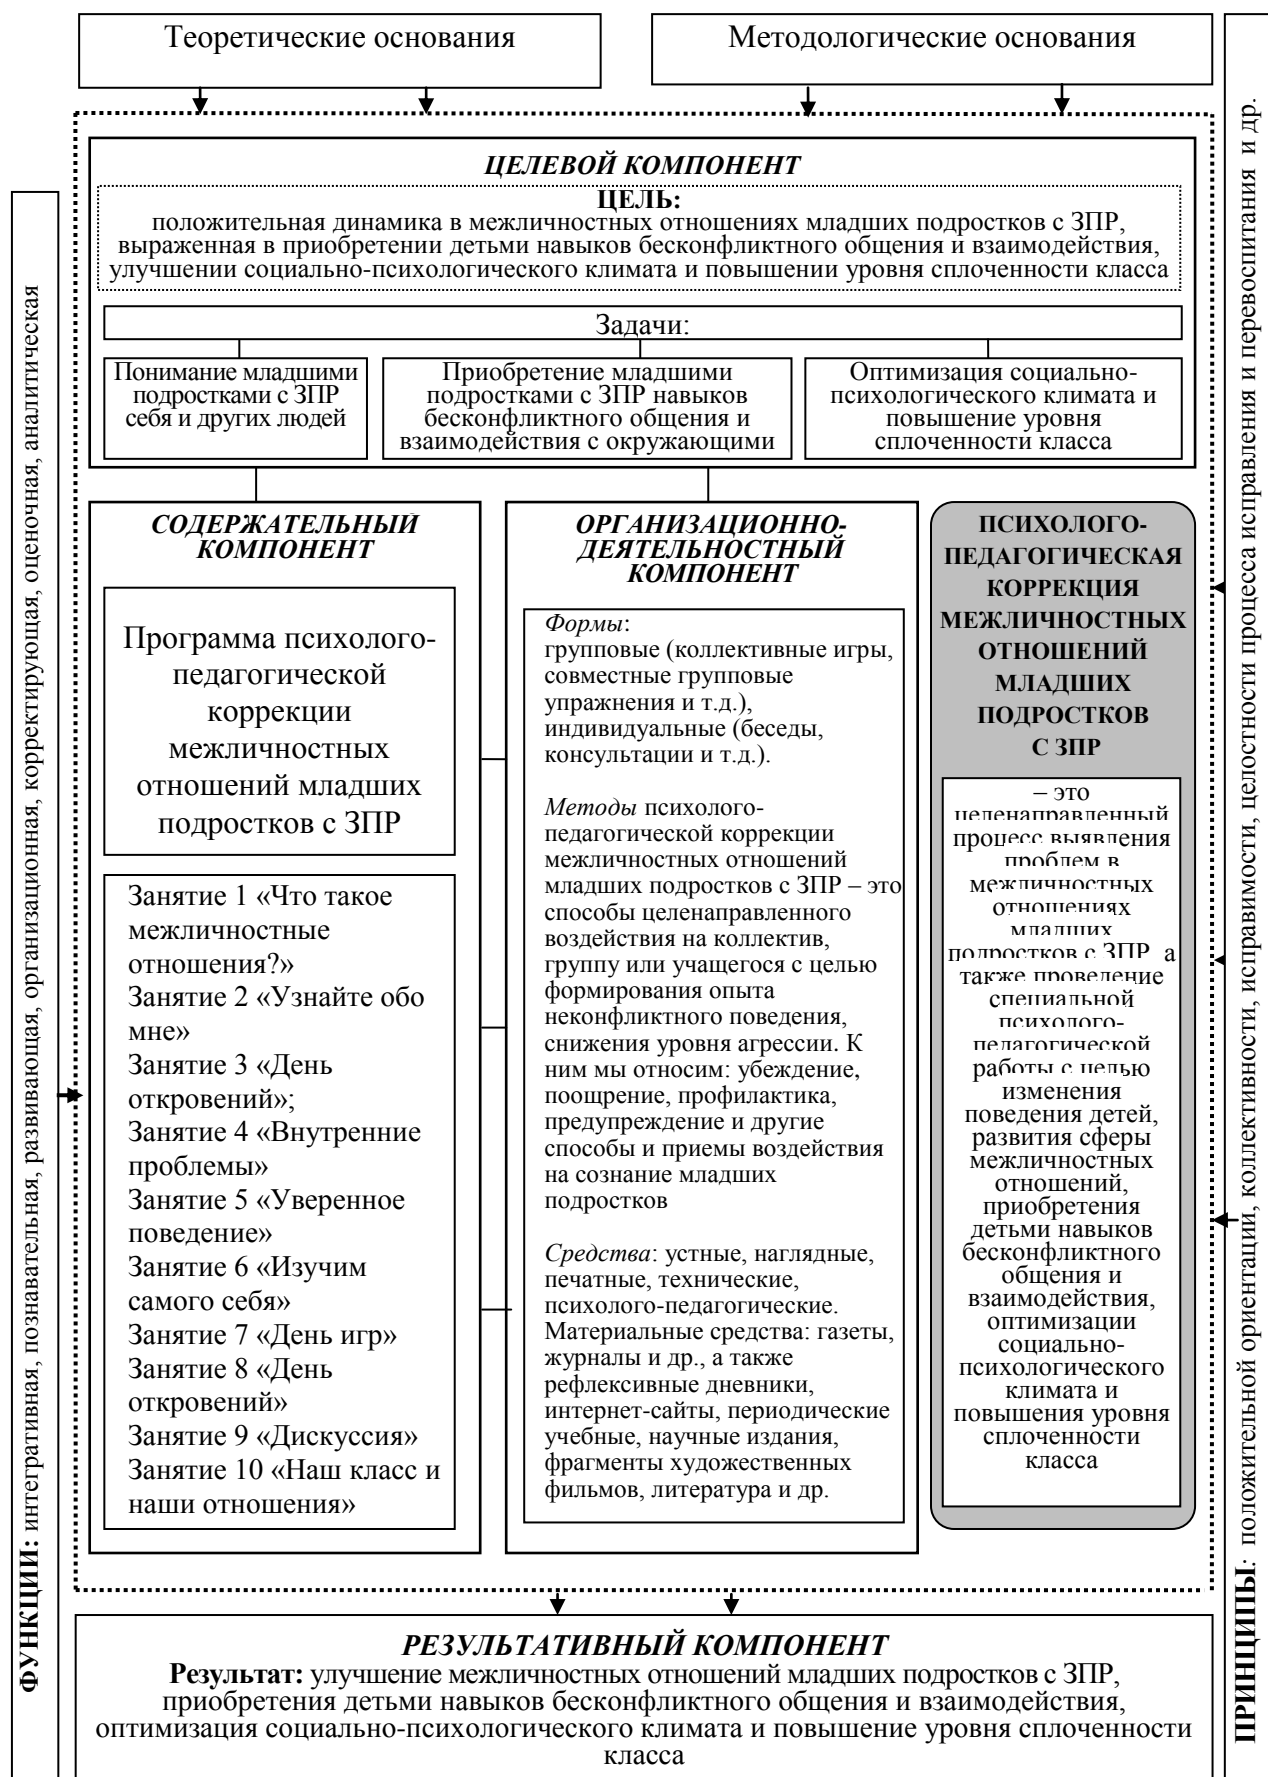 Теоретические основания
Методологические основания
ЦЕЛЕВОЙ КОМПОНЕНТ
ЦЕЛЬ:
положительная динамика в межличностных отношениях младших подростков с ЗПР,
выраженная в приобретении детьми навыков бесконфликтного общения и взаимодействия,
улучшении социально-психологического климата и повышении уровня сплоченности класса
Задачи:
Понимание младшими
подростками с ЗПР
себя и других людей
Приобретение младшими
подростками с ЗПР навыков
бесконфликтного общения и
взаимодействия с окружающими
Оптимизация социально-
психологического климата и
повышение уровня
сплоченности класса
СОДЕРЖАТЕЛЬНЫЙ
КОМПОНЕНТ
Программа психолого-
педагогической
коррекции
межличностных
отношений младших
подростков с ЗПР
Занятие 1 «Что такое
межличностные
отношения?»
Занятие 2 «Узнайте обо
мне»
Занятие 3 «День
откровений»;
Занятие 4 «Внутренние
проблемы»
Занятие 5 «Уверенное
поведение»
Занятие 6 «Изучим
самого себя»
Занятие 7 «День игр»
Занятие 8 «День
откровений»
Занятие 9 «Дискуссия»
Занятие 10 «Наш класс и
наши отношения»
ОРГАНИЗАЦИОННО-
ДЕЯТЕЛЬНОСТНЫЙ
КОМПОНЕНТ
Формы:
групповые (коллективные игры,
совместные групповые
упражнения и т.д.),
индивидуальные (беседы,
консультации и т.д.).
Методы психолого-
педагогической коррекции
межличностных отношений
младших подростков с ЗПР – это
способы целенаправленного
воздействия на коллектив,
группу или учащегося с целью
формирования опыта
неконфликтного поведения,
снижения уровня агрессии. К
ним мы относим: убеждение,
поощрение, профилактика,
предупреждение и другие
способы и приемы воздействия
на сознание младших
подростков
Средства: устные, наглядные,
печатные, технические,
психолого-педагогические.
Материальные средства: газеты,
журналы и др., а также
рефлексивные дневники,
интернет-сайты, периодические
учебные, научные издания,
фрагменты художественных
фильмов, литература и др.
ПСИХОЛОГО-
ПЕДАГОГИЧЕСКАЯ
КОРРЕКЦИЯ
МЕЖЛИЧНОСТНЫХ
ОТНОШЕНИЙ
МЛАДШИХ
ПОДРОСТКОВ
С ЗПР
– это
целенаправленный
процесс выявления
проблем в
межличностных
отношениях
младших
подростков с ЗПР, а
также проведение
специальной
психолого-
педагогической
работы с целью
изменения
поведения детей,
развития сферы
межличностных
отношений,
приобретения
детьми навыков
бесконфликтного
общения и
взаимодействия,
оптимизации
социально-
психологического
климата и
повышения уровня
сплоченности
класса
РЕЗУЛЬТАТИВНЫЙ КОМПОНЕНТ
Результат: улучшение межличностных отношений младших подростков с ЗПР,
приобретения детьми навыков бесконфликтного общения и взаимодействия,
оптимизация социально-психологического климата и повышение уровня сплоченности
класса
ФУНКЦИИ: интегративная, познавательная, развивающая, организационная, корректирующая, оценочная, аналитическая
ПРИНЦИПЫ: положительной ориентации, коллективности, исправимости, целостности процесса исправления и перевоспитания и др.